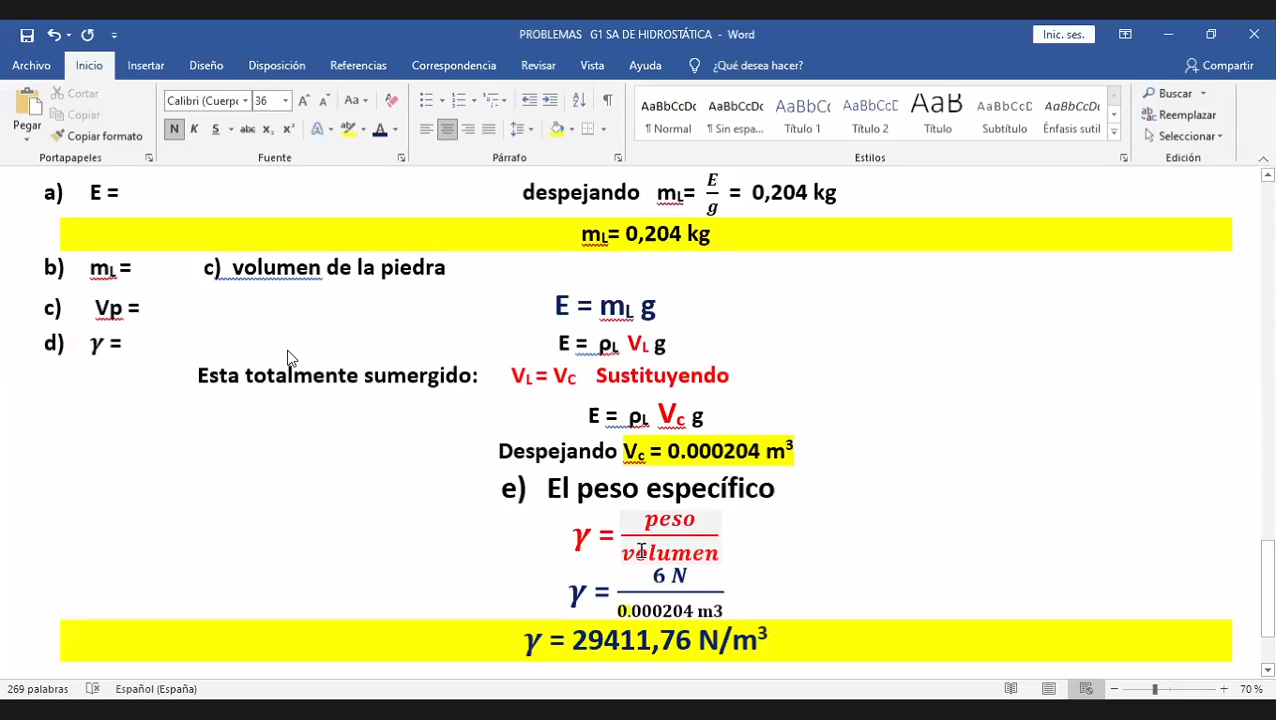 PROBLEMAS G1 SA DE HIDROSTÁTICA - Word
Inic. ses.
Archivo Inicio Insertar Diseño Disposición Referencias Correspondencia Revisar Vista Ayuda ¿Qué desea hacer? Compartir
Pegar
Cortar
Copiar
Copiar formato
Calibri (Cuerpo 36
N K S abc x₂ x²
AaBbCcDc AaBbCcDc AaBbCc AaBbCcC AaB AaBbCcD AaBbCcDc
¶ Normal ¶ Sin espa... Título 1 Título 2 Título Subtítulo Énfasis sutil
Buscar
Reemplazar
Seleccionar
Portapapeles Fuente Párrafo Estilos Edición
a) E = despejando mL= E/g = 0,204 kg
mL= 0,204 kg
b) mL = c) volumen de la piedra
c) Vp = E = mL g
d) γ = E = ρL VL g
Esta totalmente sumergido: VL = VC Sustituyendo
E = ρL Vc g
Despejando Vc = 0.000204 m³
e) El peso específico
γ = peso/volumen
γ = 6 N/0.000204 m3
γ = 29411,76 N/m³
269 palabras Español (España) 70 %